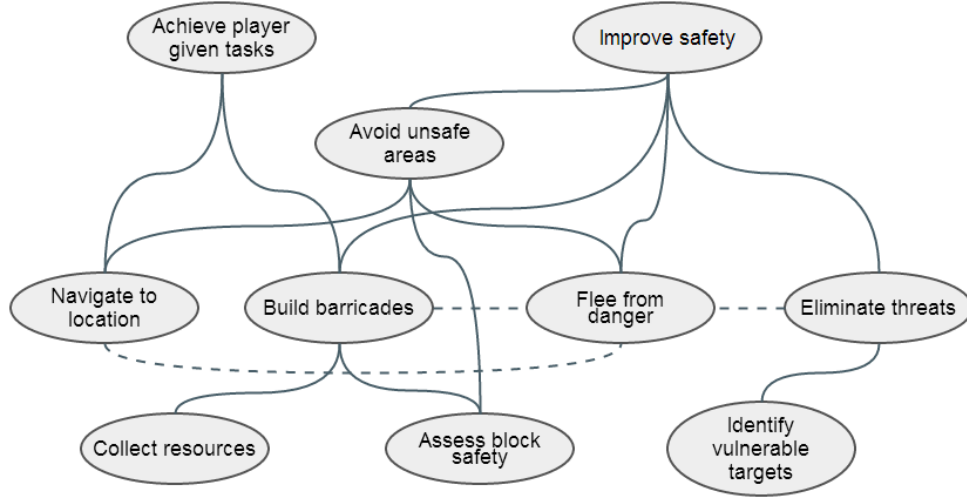 Achieve player
given tasks
Improve safety
Avoid unsafe
areas
Navigate to
location
Build barricades
Flee from
danger
Eliminate threats
Collect resources
Assess block
safety
Identify
vulnerable
targets